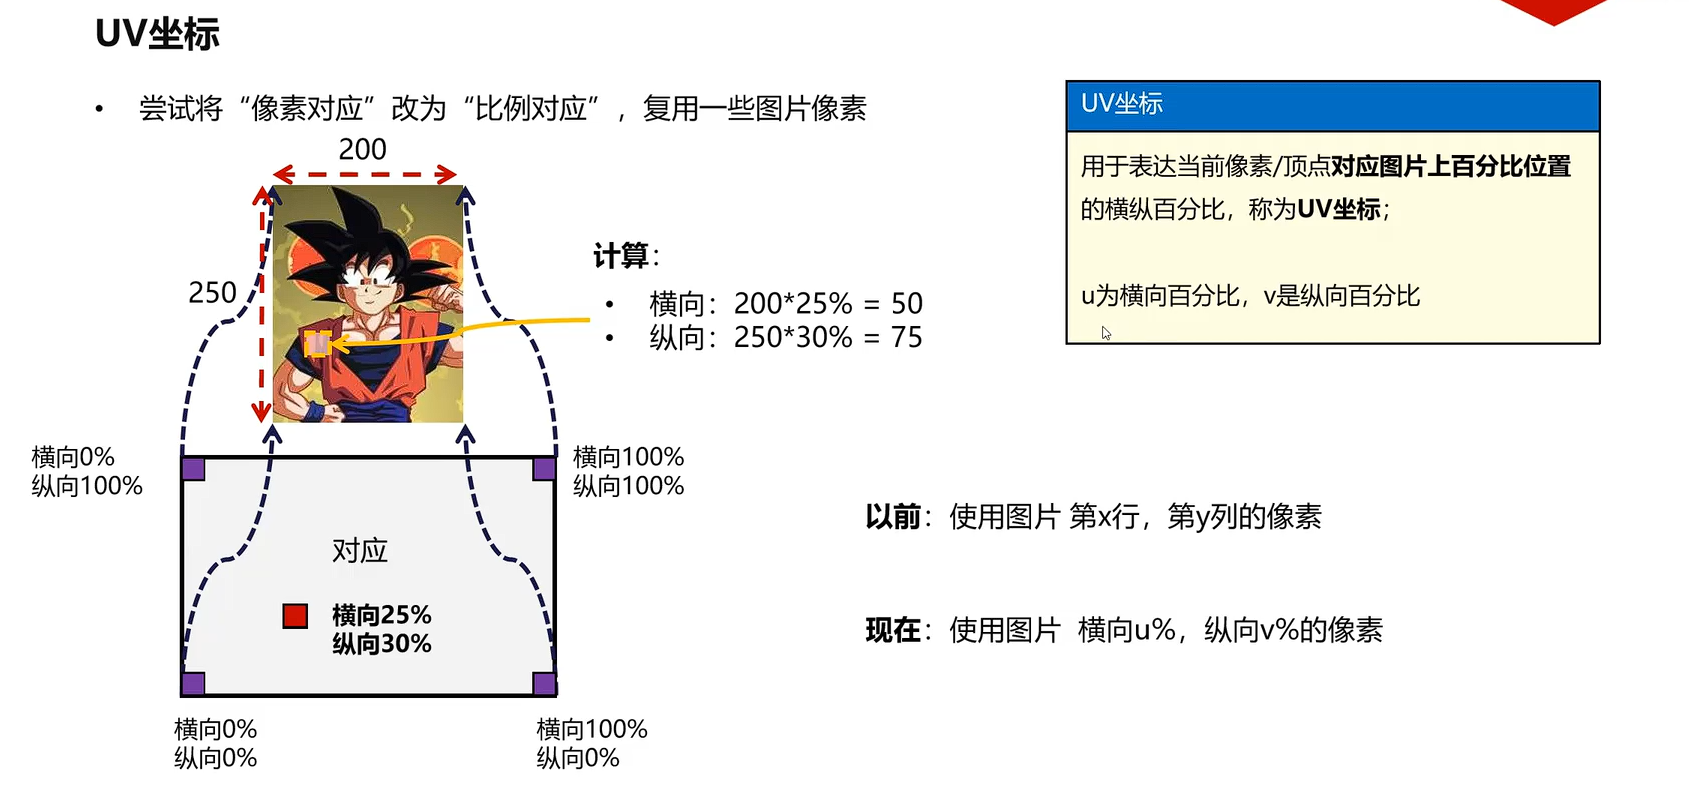 UV坐标
• 尝试将“像素对应”改为“比例对应”，复用一些图片像素
200
250
计算：
• 横向：200*25% = 50
• 纵向：250*30% = 75
横向0%
纵向100%
横向100%
纵向100%
对应
横向25%
纵向30%
横向0%
纵向0%
横向100%
纵向0%
UV坐标
用于表达当前像素/顶点对应图片上百分比位置
的横纵百分比，称为UV坐标；
u为横向百分比，v是纵向百分比
以前：使用图片 第x行，第y列的像素
现在：使用图片 横向u%，纵向v%的像素